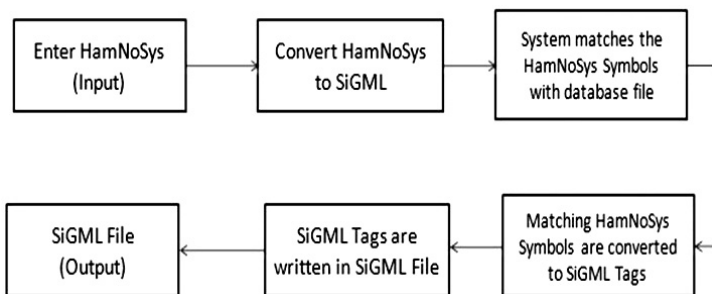 Enter HamNoSys
(Input)
Convert HamNoSys
to SiGML
System matches the
HamNoSys Symbols
with database file
Matching HamNoSys
Symbols are converted
to SiGML Tags
SiGML Tags are
written in SiGML File
SiGML File
(Output)